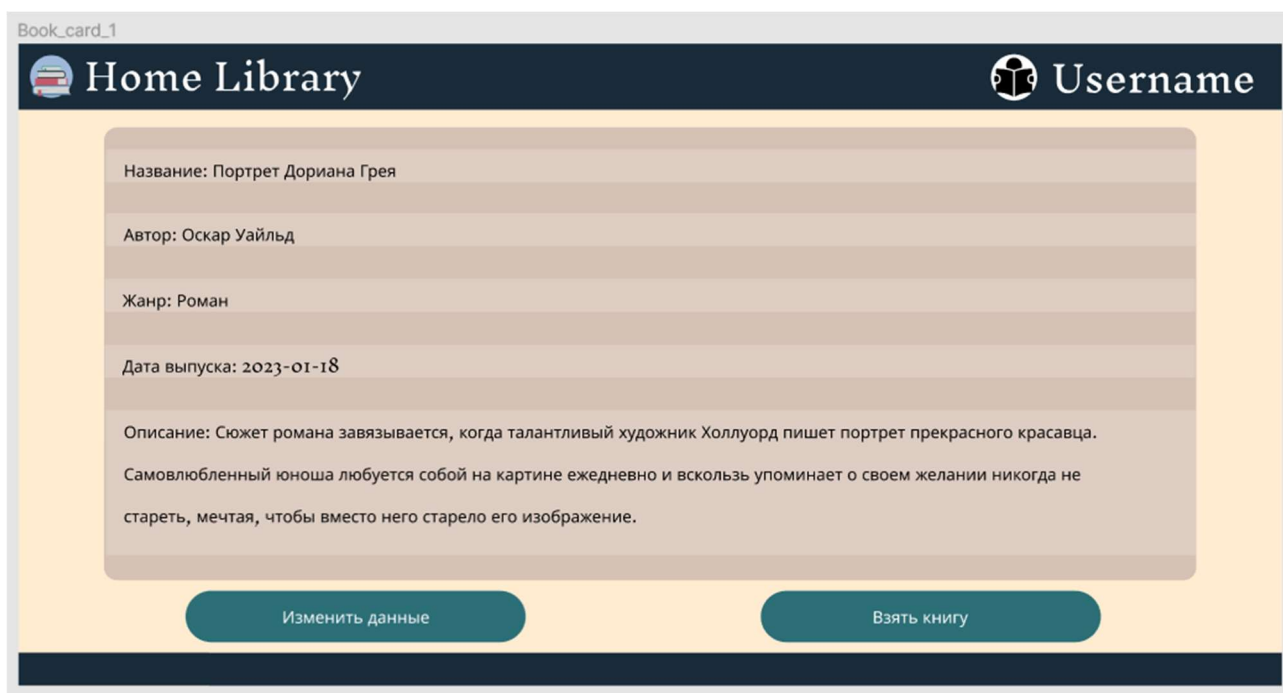 Book_card_1
Home Library
Username
Название: Портрет Дориана Грея
Автор: Оскар Уайльд
Жанр: Роман
Дата выпуска: 2023-01-18
Описание: Сюжет романа завязывается, когда талантливый художник Холлуорд пишет портрет прекрасного красавца.
Самовлюбленный юноша любуется собой на картине ежедневно и вскользь упоминает о своем желании никогда не
стареть, мечтая, чтобы вместо него старело его изображение.
Изменить данные
Взять книгу